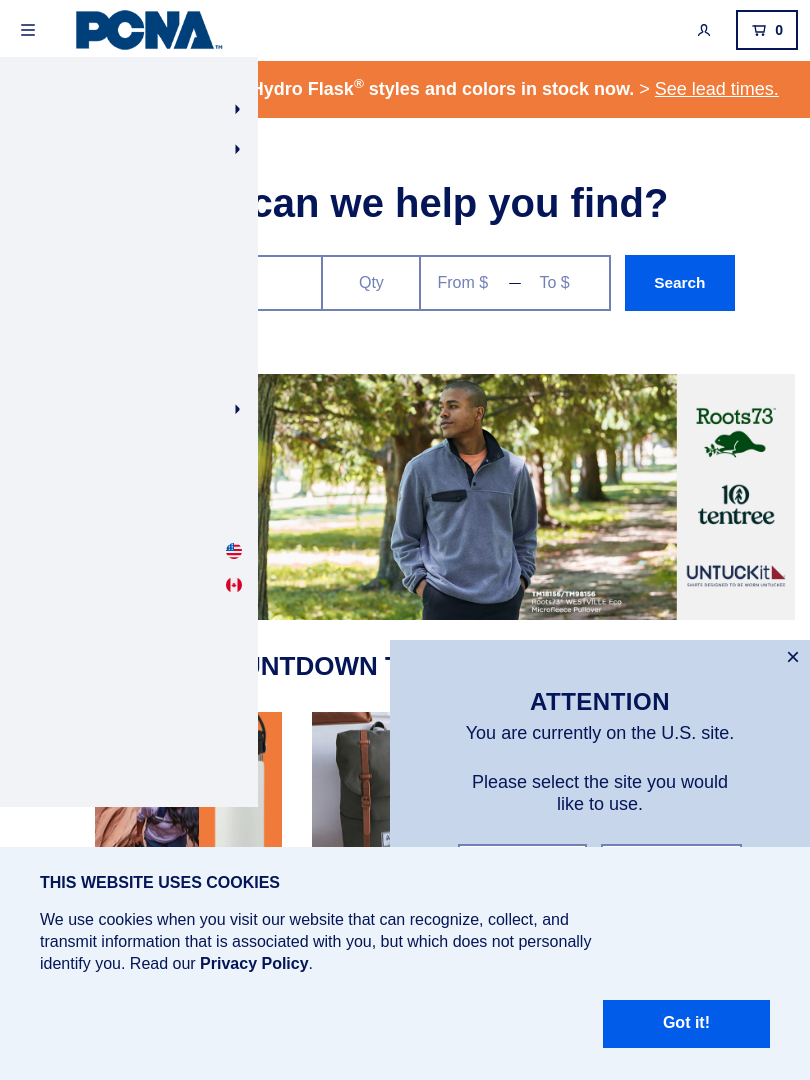 PCNA™
0
Hydro Flask® styles and colors in stock now. > See lead times.
can we help you find?
Qty
From $ — To $
Search
Roots73
tentree
UNTUCKit
SHIRTS DESIGNED TO BE WORN UNTUCKED
TM18156/TM98156
Roots73® WESTVILLE Eco
Microfleece Pullover
UNTDOWN
ATTENTION
You are currently on the U.S. site.
Please select the site you would
like to use.
THIS WEBSITE USES COOKIES
We use cookies when you visit our website that can recognize, collect, and
transmit information that is associated with you, but which does not personally
identify you. Read our Privacy Policy.
Got it!